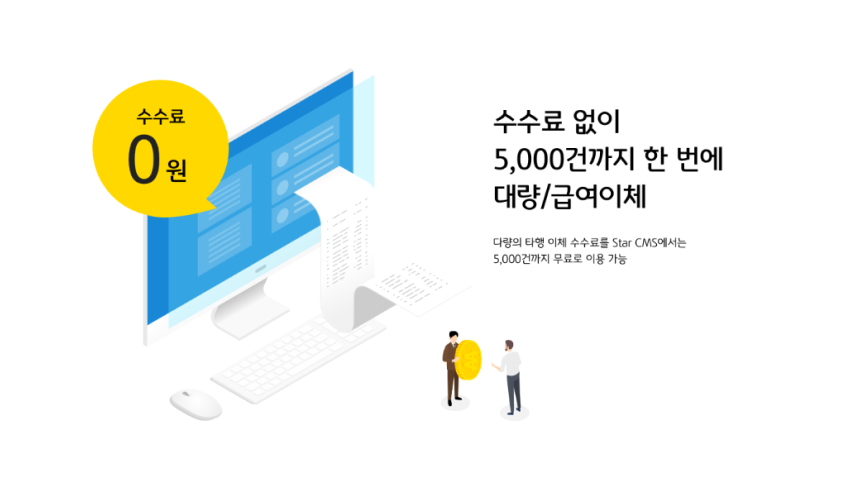 수수료
0원
수수료 없이
5,000건까지 한 번에
대량/급여이체
다량의 타행 이체 수수료를 Star CMS에서는
5,000건까지 무료로 이용 가능